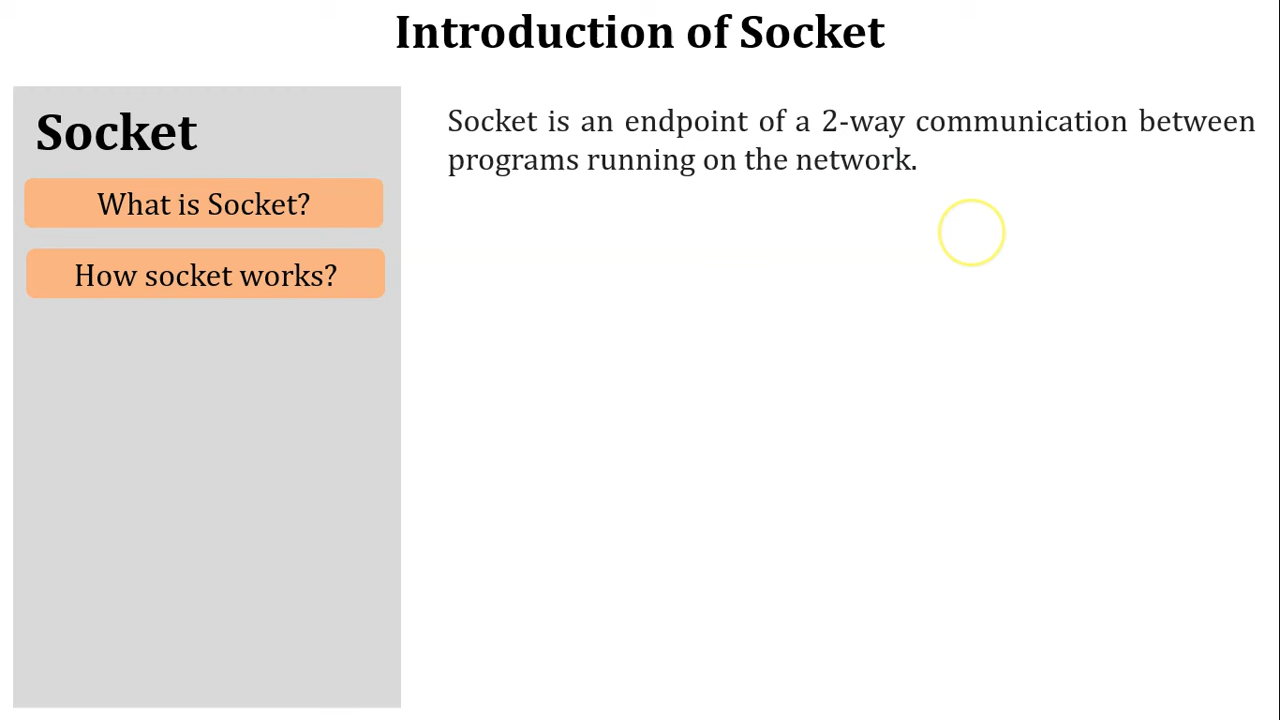 Introduction of Socket
Socket
What is Socket?
How socket works?
Socket is an endpoint of a 2-way communication between
programs running on the network.